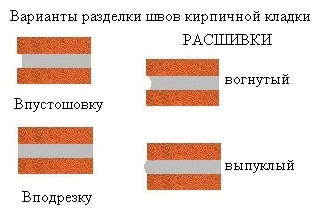 Варианты разделки швов кирпичной кладки
РАСШИВКИ
Впустошовку
вогнутый
Вподрезку
выпуклый